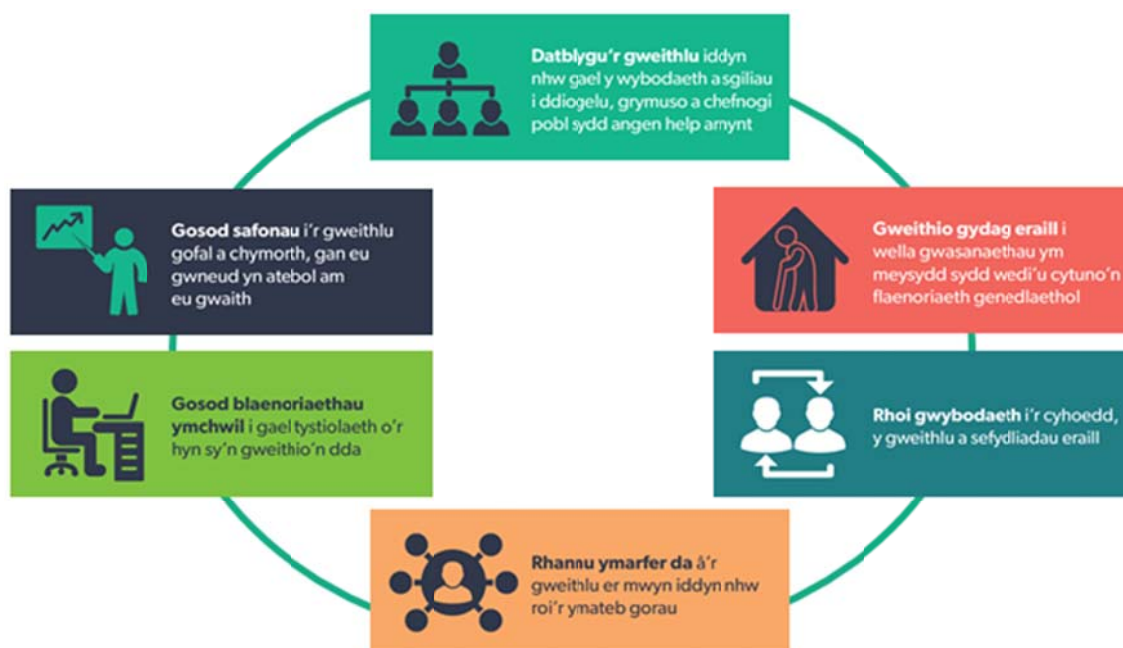 Datblygu'r gweithlu iddyn
nhw gael y wybodaeth a sgiliau
i ddiogelu, grymuso a chefnogi
pobl sydd angen help arnynt
Gweithio gydag eraill i
wella gwasanaethau ym
meysydd sydd wedi'u cytuno'n
flaenoriaeth genedlaethol
Rhoi gwybodaeth i'r cyhoedd,
y gweithlu a sefydliadau eraill
Rhannu ymarfer da â'r
gweithlu er mwyn iddyn nhw
roi'r ymateb gorau
Gosod blaenoriaethau
ymchwil i gael tystiolaeth o'r
hyn sy'n gweithio'n dda
Gosod safonau i'r gweithlu
gofal a chymorth, gan eu
gwneud yn atebol am
eu gwaith